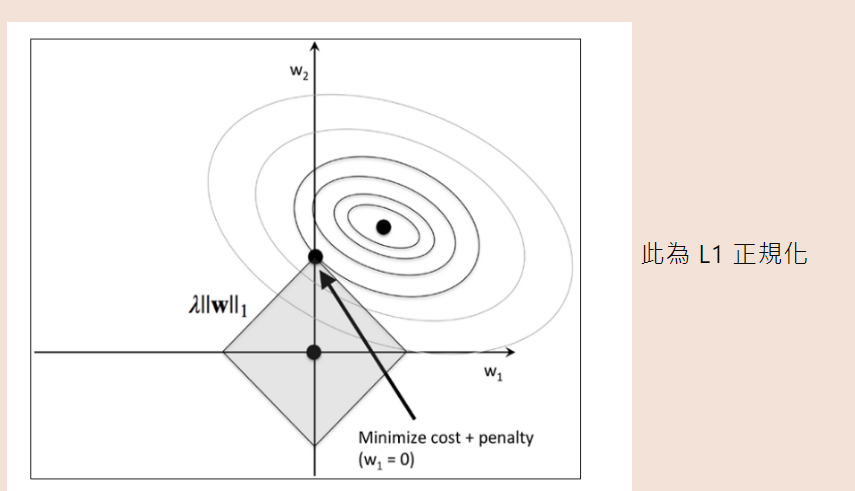 w₂
此為 L1 正規化
λ||w||₁
w₁
Minimize cost + penalty
(w₁ = 0)